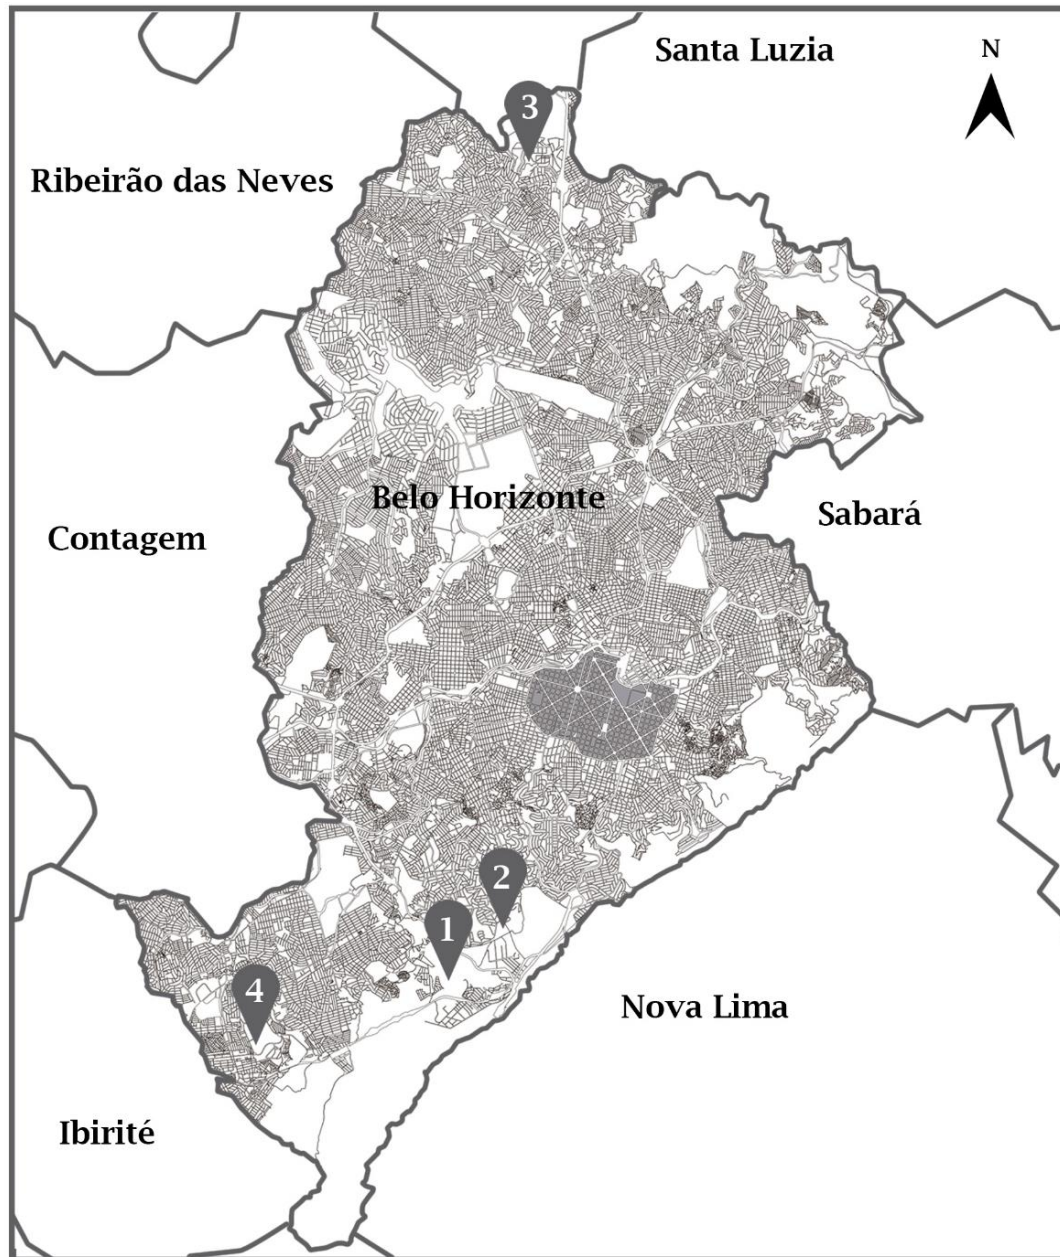 Santa Luzia
N
3
Ribeirão das Neves
Belo Horizonte
Sabará
Contagem
2
1
4
Nova Lima
Ibirité